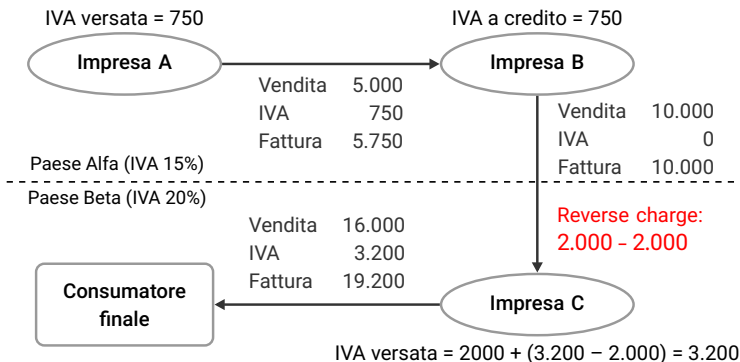 IVA versata = 750
IVA a credito = 750
Impresa A
Impresa B
Vendita 5.000
IVA 750
Fattura 5.750
Vendita 10.000
IVA 0
Fattura 10.000
Paese Alfa (IVA 15%)
Paese Beta (IVA 20%)
Reverse charge:
2.000 - 2.000
Vendita 16.000
IVA 3.200
Fattura 19.200
Consumatore
finale
Impresa C
IVA versata = 2000 + (3.200 – 2.000) = 3.200